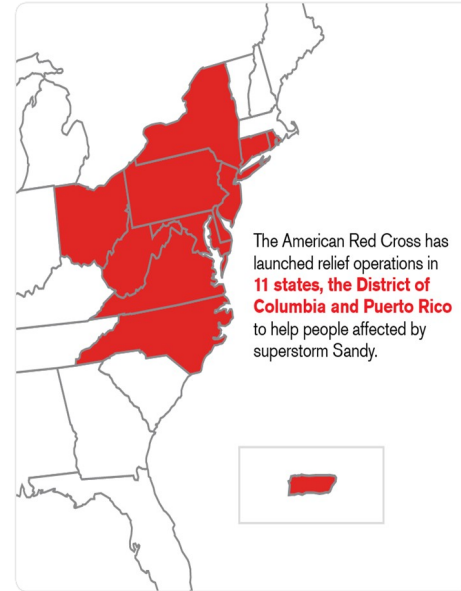 The American Red Cross has
launched relief operations in
11 states, the District of
Columbia and Puerto Rico
to help people affected by
superstorm Sandy.